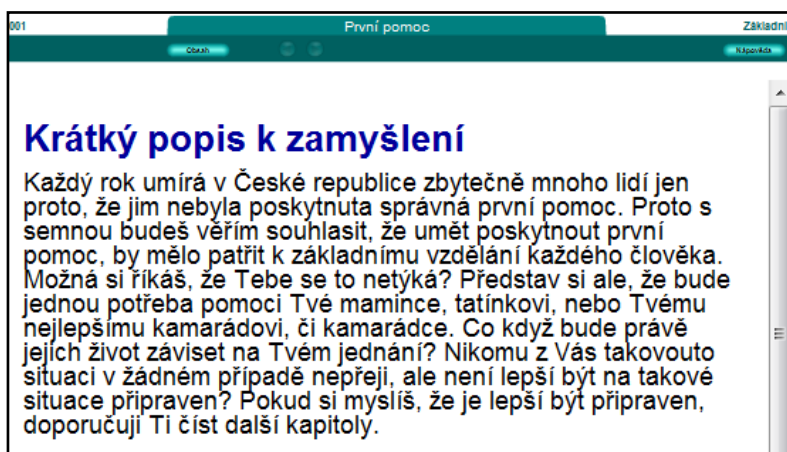 001 První pomoc Základní
Obsah Nápověda
Krátký popis k zamyšlení
Každý rok umírá v České republice zbytečně mnoho lidí jen
proto, že jim nebyla poskytnuta správná první pomoc. Proto s
semnou budeš věřím souhlasit, že umět poskytnout první
pomoc, by mělo patřit k základnímu vzdělání každého člověka.
Možná si říkáš, že Tebe se to netýká? Představ si ale, že bude
jednou potřeba pomoci Tvé mamince, tatínkovi, nebo Tvému
nejlepšímu kamarádovi, či kamarádce. Co když bude právě
jejich život záviset na Tvém jednání? Nikomu z Vás takovouto
situaci v žádném případě nepřeji, ale není lepší být na takové
situace připraven? Pokud si myslíš, že je lepší být připraven,
doporučuji Ti číst další kapitoly.